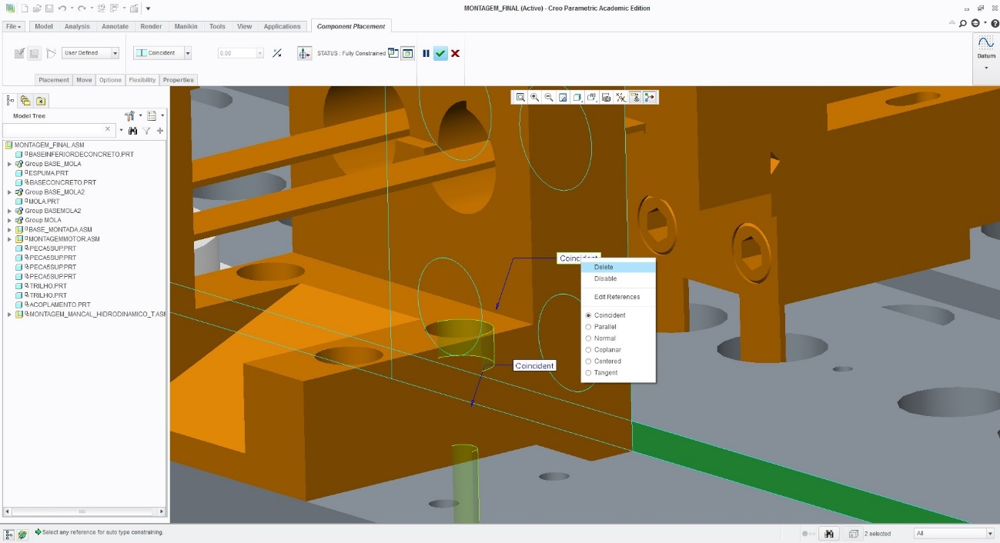 MONTAGEM_FINAL (Active) - Creo Parametric Academic Edition
File Model Analysis Annotate Render Manikin Tools View Applications Component Placement
User Defined Coincident 0.00 STATUS : Fully Constrained
Datum
Placement Move Options Flexibility Properties
Model Tree
MONTAGEM_FINAL.ASM
BASEINFERIORDECONCRETO.PRT
Group BASE_MOLA
ESPUMA.PRT
BASECONCRETO.PRT
Group BASE_MOLA2
MOLA.PRT
Group BASEMOLA2
Group MOLA
BASE_MONTADA.ASM
MONTAGEMMOTOR.ASM
PECA5SUP.PRT
PECA5SUP.PRT
PECA5SUP.PRT
PECA5SUP.PRT
TRILHO.PRT
TRILHO.PRT
ACOPLAMENTO.PRT
MONTAGEM_MANCAL_HIDRODINAMICO_T.ASI
Coincident
Delete
Disable
Edit References
Coincident
Parallel
Normal
Coplanar
Centered
Tangent
Coincident
Select any reference for auto type constraining.
2 selected
All